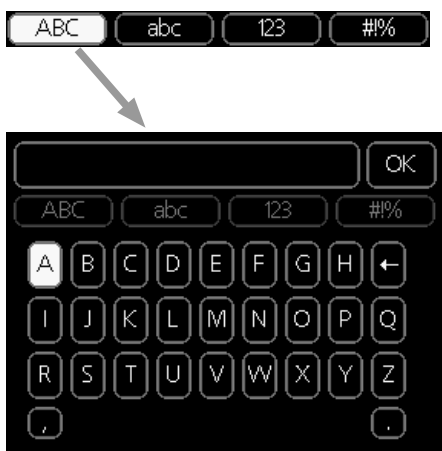 ABC abc 123 #!%
OK
ABC abc 123 #!%
A B C D E F G H ←
I J K L M N O P Q
R S T U V W X Y Z
, .